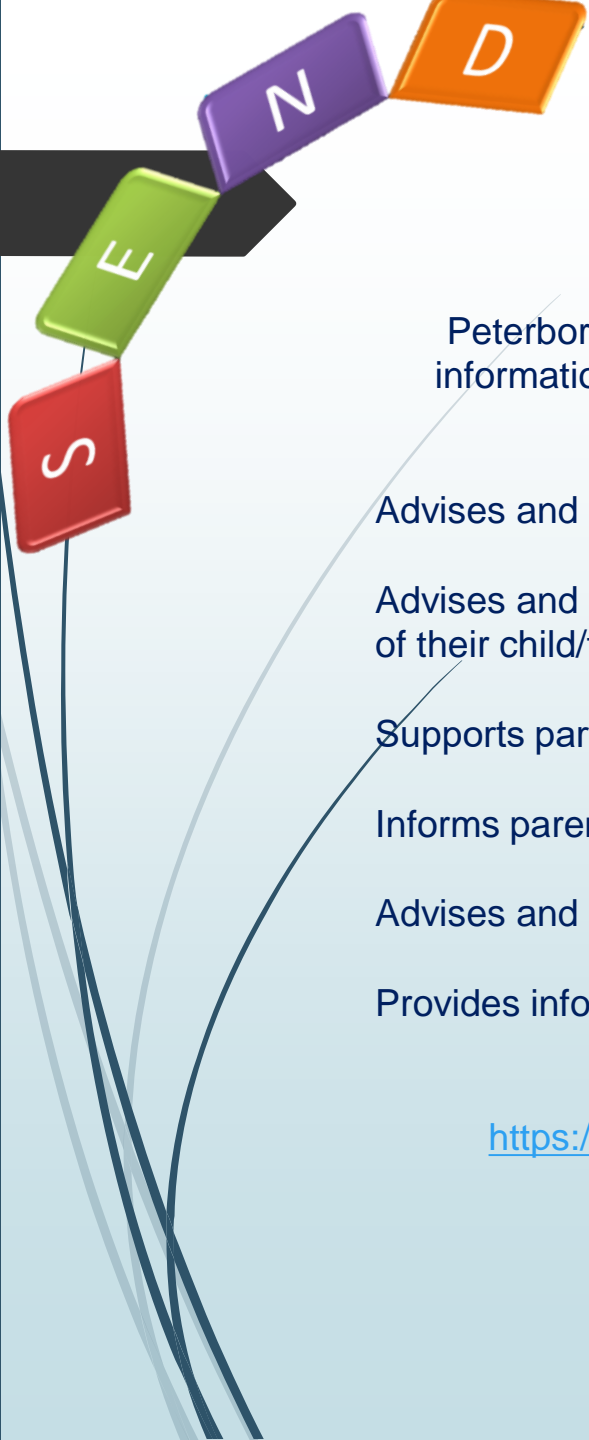 S
E
N
D
Peterbor
informatio
Advises and
Advises and
of their child/
Supports par
Informs paren
Advises and
Provides info
https:/